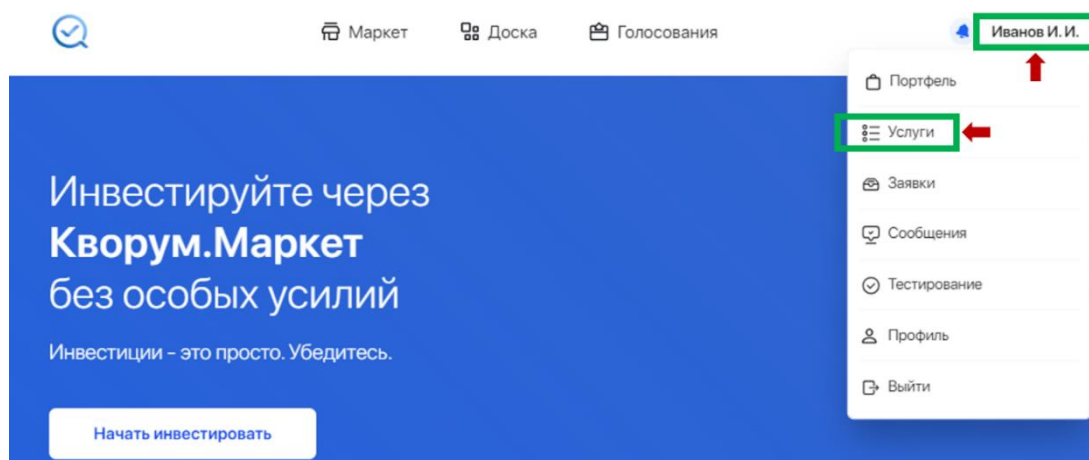 Маркет
Доска
Голосования
Иванов И. И.
Портфель
Услуги
Заявки
Сообщения
Тестирование
Профиль
Выйти
Инвестируйте через
Кворум.Маркет
без особых усилий
Инвестиции – это просто. Убедитесь.
Начать инвестировать